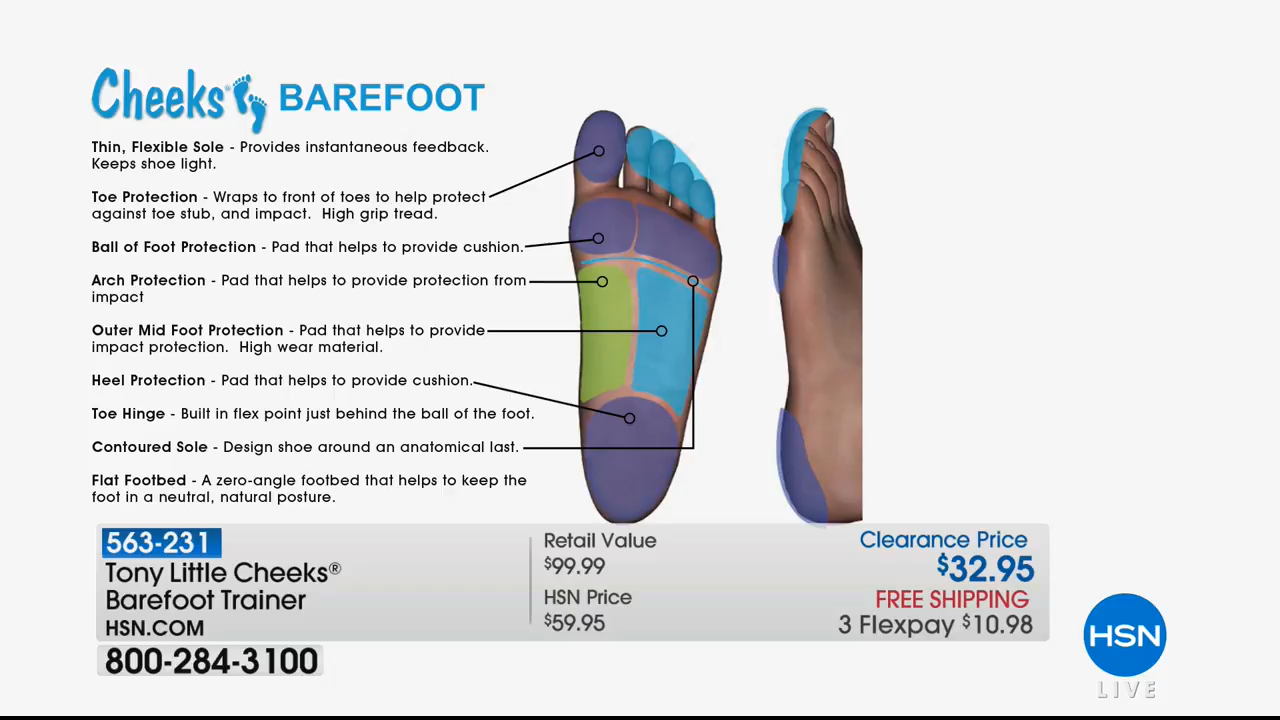 Cheeks® BAREFOOT
Thin, Flexible Sole - Provides instantaneous feedback.
Keeps shoe light.
Toe Protection - Wraps to front of toes to help protect
against toe stub, and impact. High grip tread.
Ball of Foot Protection - Pad that helps to provide cushion.
Arch Protection - Pad that helps to provide protection from
impact
Outer Mid Foot Protection - Pad that helps to provide
impact protection. High wear material.
Heel Protection - Pad that helps to provide cushion.
Toe Hinge - Built in flex point just behind the ball of the foot.
Contoured Sole - Design shoe around an anatomical last.
Flat Footbed - A zero-angle footbed that helps to keep the
foot in a neutral, natural posture.
563-231
Tony Little Cheeks®
Barefoot Trainer
HSN.COM
800-284-3100
Retail Value
$99.99
HSN Price
$59.95
Clearance Price
$32.95
FREE SHIPPING
3 Flexpay $10.98
HSN
LIVE